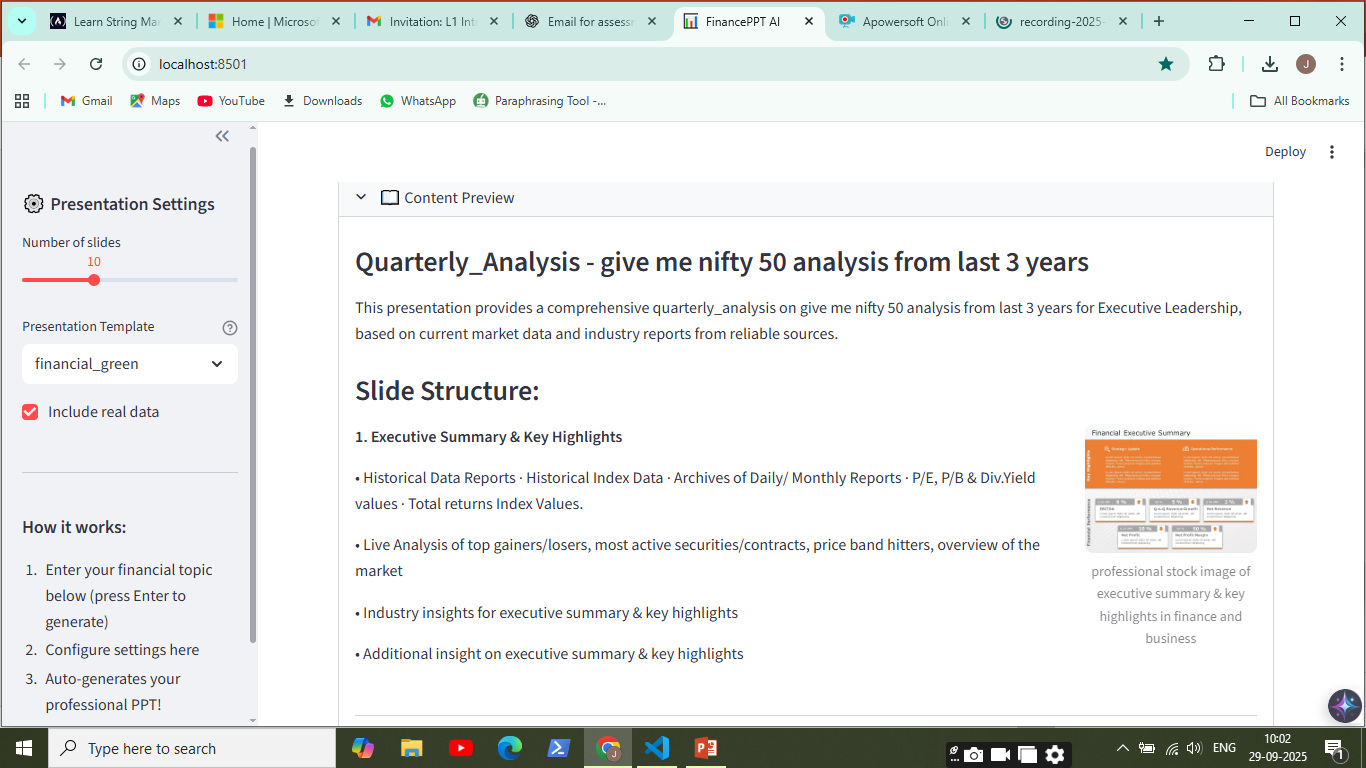 Learn String Mar
Home | Microsof
Invitation: L1 Int
Email for assessm
FinancePPT AI
Apowersoft Onli
recording-2025-
localhost:8501
J
Gmail
Maps
YouTube
Downloads
WhatsApp
Paraphrasing Tool -...
All Bookmarks
Deploy
Presentation Settings
Number of slides
10
Presentation Template
financial_green
Include real data
How it works:
1. Enter your financial topic
below (press Enter to
generate)
2. Configure settings here
3. Auto-generates your
professional PPT!
Content Preview
Quarterly_Analysis - give me nifty 50 analysis from last 3 years
This presentation provides a comprehensive quarterly_analysis on give me nifty 50 analysis from last 3 years for Executive Leadership,
based on current market data and industry reports from reliable sources.
Slide Structure:
1. Executive Summary & Key Highlights
• Historical Data Reports · Historical Index Data · Archives of Daily/ Monthly Reports · P/E, P/B & Div.Yield
values · Total returns Index Values.
• Live Analysis of top gainers/losers, most active securities/contracts, price band hitters, overview of the
market
• Industry insights for executive summary & key highlights
• Additional insight on executive summary & key highlights
Financial Executive Summary
professional stock image of
executive summary & key
highlights in finance and
business
Type here to search
ENG
10:02
29-09-2025
1